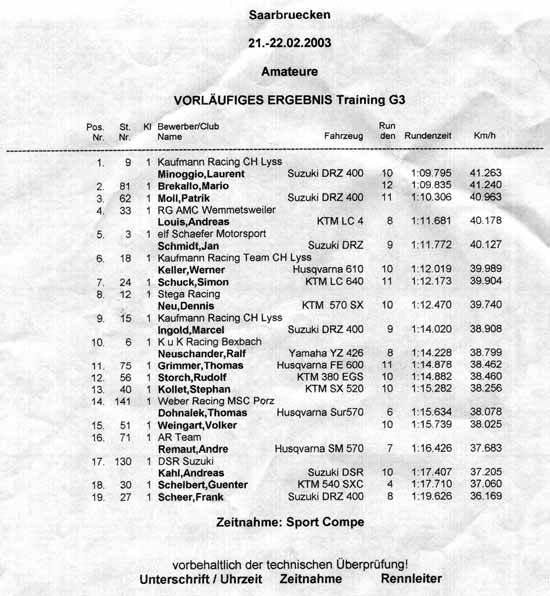 Saarbruecken
21.-22.02.2003
Amateure
VORLÄUFIGES ERGEBNIS Training G3
Pos. St. Kl Bewerber/Club Run
Nr. Nr. Name Fahrzeug den Rundenzeit Km/h
1. 9 1 Kaufmann Racing CH Lyss
Minoggio,Laurent Suzuki DRZ 400 10 1:09.795 41.263
2. 81 1 Brekallo,Mario 12 1:09.835 41.240
3. 62 1 Moll,Patrik Suzuki DRZ 400 11 1:10.306 40.963
4. 33 1 RG AMC Wemmetsweiler
Louis,Andreas KTM LC 4 8 1:11.681 40.178
5. 3 1 elf Schaefer Motorsport
Schmidt,Jan Suzuki DRZ 9 1:11.772 40.127
6. 18 1 Kaufmann Racing Team CH Lyss
Keller,Werner Husqvarna 610 10 1:12.019 39.989
7. 24 1 Schuck,Simon KTM LC 640 11 1:12.173 39.904
8. 12 1 Stega Racing
Neu,Dennis KTM 570 SX 10 1:12.470 39.740
9. 15 1 Kaufmann Racing CH Lyss
Ingold,Marcel Suzuki DRZ 400 9 1:14.020 38.908
10. 6 1 K u K Racing Bexbach
Neuschander,Ralf Yamaha YZ 426 8 1:14.228 38.799
11. 75 1 Grimmer,Thomas Husqvarna FE 600 11 1:14.878 38.462
12. 56 1 Storch,Rudolf KTM 380 EGS 10 1:14.882 38.460
13. 40 1 Kollet,Stephan KTM SX 520 10 1:15.282 38.256
14. 141 1 Weber Racing MSC Porz
Dohnalek,Thomas Husqvarna Sur570 6 1:15.634 38.078
15. 51 1 Weingart,Volker 10 1:15.739 38.025
16. 71 1 AR Team
Remaut,Andre Husqvarna SM 570 7 1:16.426 37.683
17. 130 1 DSR Suzuki
Kahl,Andreas Suzuki DSR 10 1:17.407 37.205
18. 30 1 Schelbert,Guenter KTM 540 SXC 4 1:17.710 37.060
19. 27 1 Scheer,Frank Suzuki DRZ 400 8 1:19.626 36.169
Zeitnahme: Sport Compe
vorbehaltlich der technischen Überprüfung!
Unterschrift / Uhrzeit Zeitnahme Rennleiter